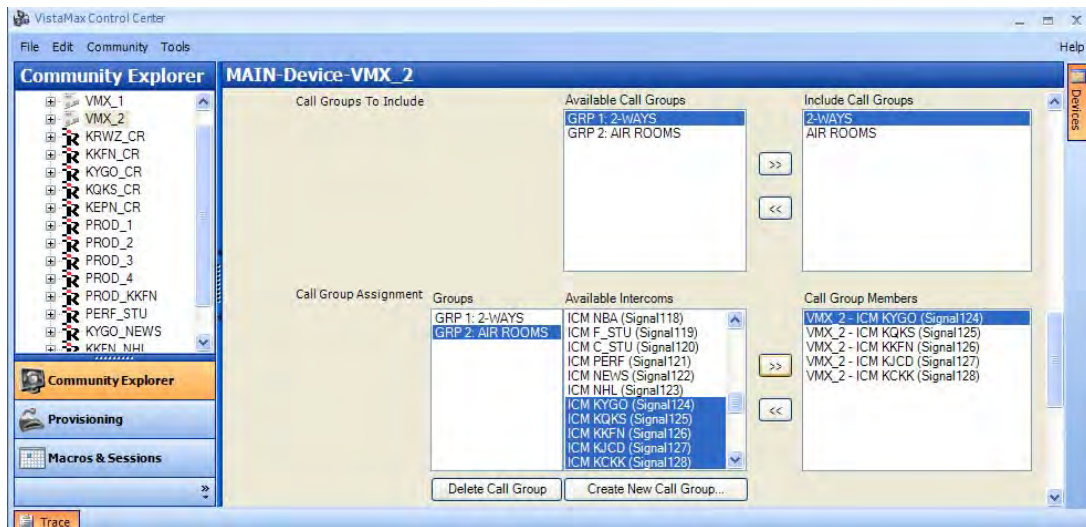 VistaMax Control Center
File Edit Community Tools
Help
Community Explorer
VMX_1
VMX_2
KRWZ_CR
KKFN_CR
KYGO_CR
KQKS_CR
KEPN_CR
PROD_1
PROD_2
PROD_3
PROD_4
PROD_KKFN
PERF_STU
KYGO_NEWS
KKFN_NHL
Community Explorer
Provisioning
Macros & Sessions
»
Trace
MAIN-Device-VMX_2
Call Groups To Include
Available Call Groups
GRP 1: 2-WAYS
GRP 2: AIR ROOMS
>>
<<
Include Call Groups
2-WAYS
AIR ROOMS
Call Group Assignment
Groups
GRP 1: 2-WAYS
GRP 2: AIR ROOMS
Available Intercoms
ICM NBA (Signal118)
ICM F_STU (Signal119)
ICM C_STU (Signal120)
ICM PERF (Signal121)
ICM NEWS (Signal122)
ICM NHL (Signal123)
ICM KYGO (Signal124)
ICM KQKS (Signal125)
ICM KKFN (Signal126)
ICM KJCD (Signal127)
ICM KCKK (Signal128)
>>
<<
Call Group Members
VMX_2 - ICM KYGO (Signal124)
VMX_2 - ICM KQKS (Signal125)
VMX_2 - ICM KKFN (Signal126)
VMX_2 - ICM KJCD (Signal127)
VMX_2 - ICM KCKK (Signal128)
Delete Call Group
Create New Call Group...
Devices